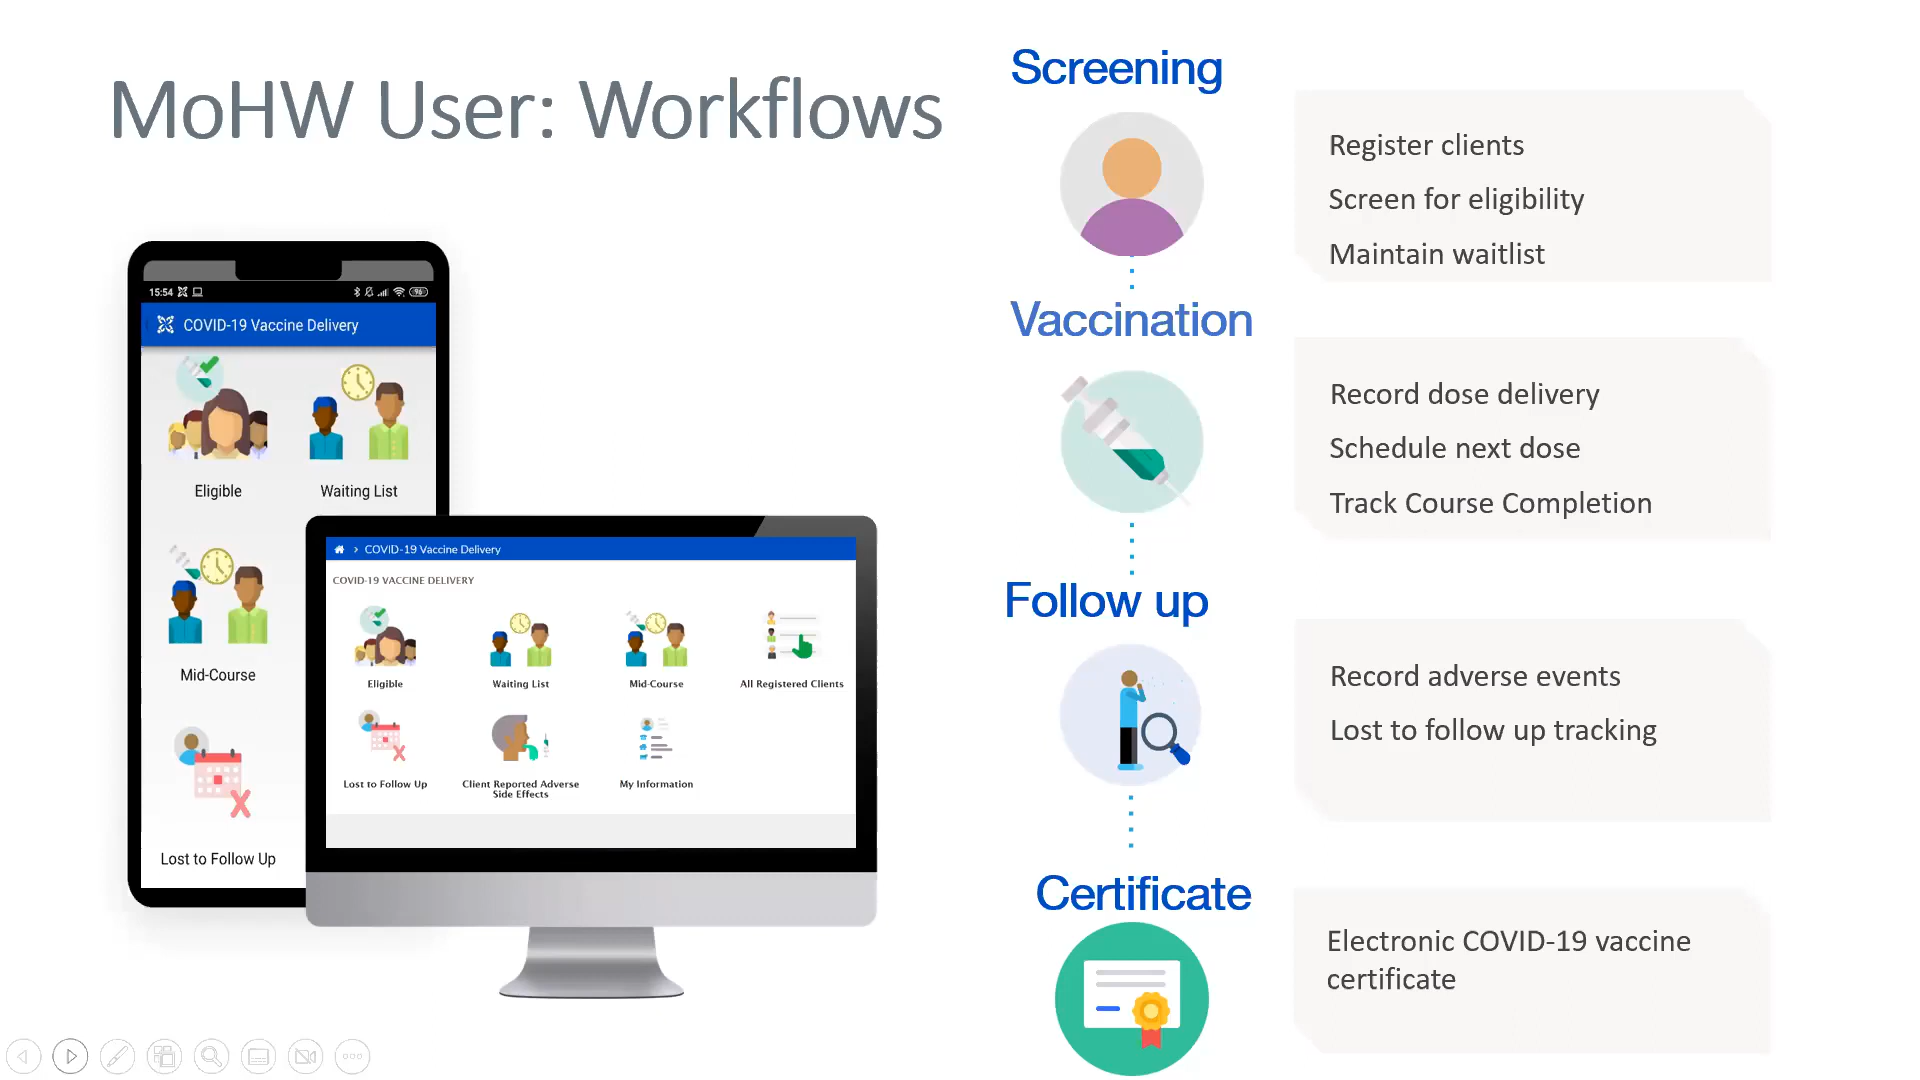 MoHW User: Workflows
15:54
96
COVID-19 Vaccine Delivery
Eligible
Waiting List
Mid-Course
Lost to Follow Up
COVID-19 Vaccine Delivery
COVID-19 VACCINE DELIVERY
Eligible
Waiting List
Mid-Course
All Registered Clients
Lost to Follow Up
Client Reported Adverse
Side Effects
My Information
Screening
Register clients
Screen for eligibility
Maintain waitlist
Vaccination
Record dose delivery
Schedule next dose
Track Course Completion
Follow up
Record adverse events
Lost to follow up tracking
Certificate
Electronic COVID-19 vaccine
certificate